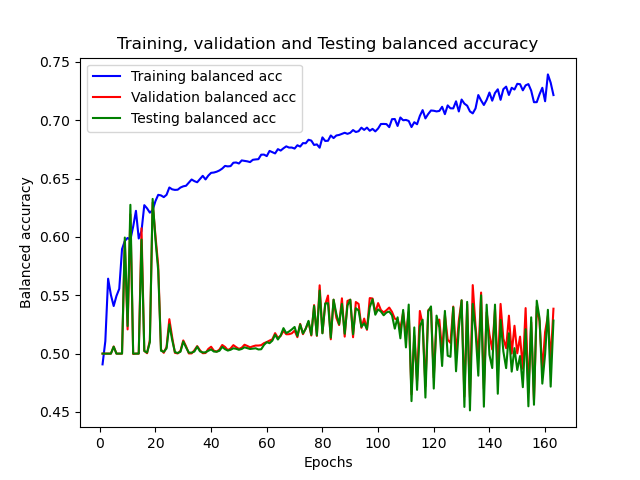 Training, validation and Testing balanced accuracy
Training balanced acc
Validation balanced acc
Testing balanced acc
Balanced accuracy
0.75
0.70
0.65
0.60
0.55
0.50
0.45
0 20 40 60 80 100 120 140 160
Epochs